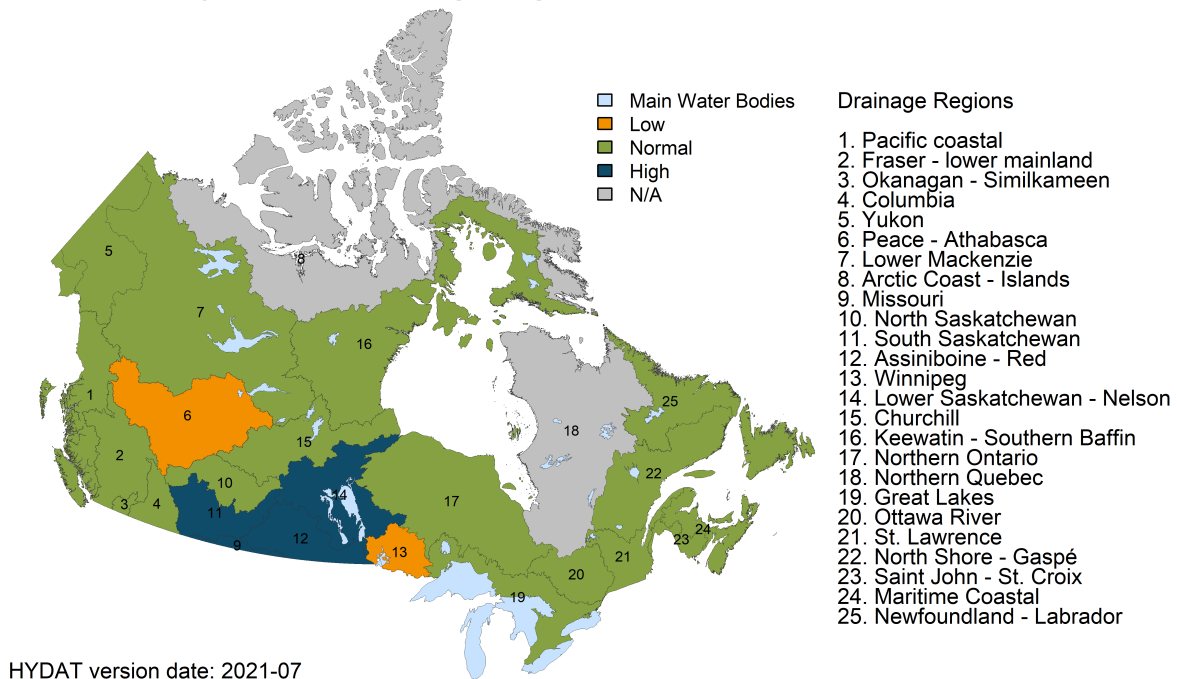 Main Water Bodies
Low
Normal
High
N/A
Drainage Regions
1. Pacific coastal
2. Fraser - lower mainland
3. Okanagan - Similkameen
4. Columbia
5. Yukon
6. Peace - Athabasca
7. Lower Mackenzie
8. Arctic Coast - Islands
9. Missouri
10. North Saskatchewan
11. South Saskatchewan
12. Assiniboine - Red
13. Winnipeg
14. Lower Saskatchewan - Nelson
15. Churchill
16. Keewatin - Southern Baffin
17. Northern Ontario
18. Northern Quebec
19. Great Lakes
20. Ottawa River
21. St. Lawrence
22. North Shore - Gaspé
23. Saint John - St. Croix
24. Maritime Coastal
25. Newfoundland - Labrador
5
8
7
16
1
6
25
18
15
2
22
10
14
17
3
4
11
24
23
9
12
13
21
20
19
HYDAT version date: 2021-07